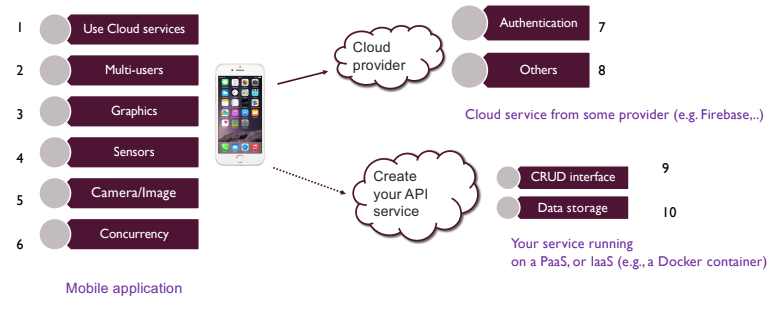 1 Use Cloud services
2 Multi-users
3 Graphics
4 Sensors
5 Camera/Image
6 Concurrency
Mobile application
Cloud
provider
Authentication 7
Others 8
Cloud service from some provider (e.g. Firebase,..)
Create
your API
service
CRUD interface 9
Data storage 10
Your service running
on a PaaS, or IaaS (e.g., a Docker container)